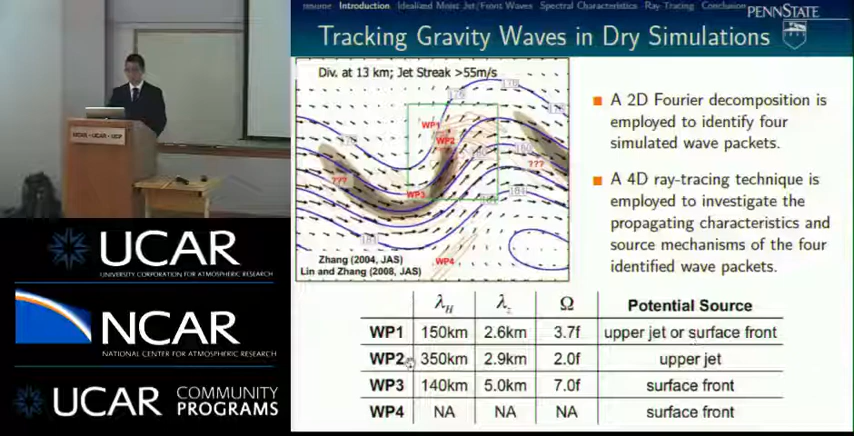 resume Introduction Idealized Moist Jet/Front Waves Spectral Characteristics Ray Tracing Conclusion
PENNSTATE
Tracking Gravity Waves in Dry Simulations
Div. at 13 km; Jet Streak >55m/s
WP1
WP2
???
???
WP3
WP4
Zhang (2004, JAS)
Lin and Zhang (2008, JAS)
A 2D Fourier decomposition is
employed to identify four
simulated wave packets.
A 4D ray-tracing technique is
employed to investigate the
propagating characteristics and
source mechanisms of the four
identified wave packets.
λH λz Ω Potential Source
WP1 150km 2.6km 3.7f upper jet or surface front
WP2 350km 2.9km 2.0f upper jet
WP3 140km 5.0km 7.0f surface front
WP4 NA NA NA surface front
UCAR
UNIVERSITY CORPORATION FOR ATMOSPHERIC RESEARCH
NCAR
NATIONAL CENTER FOR ATMOSPHERIC RESEARCH
UCAR COMMUNITY
PROGRAMS